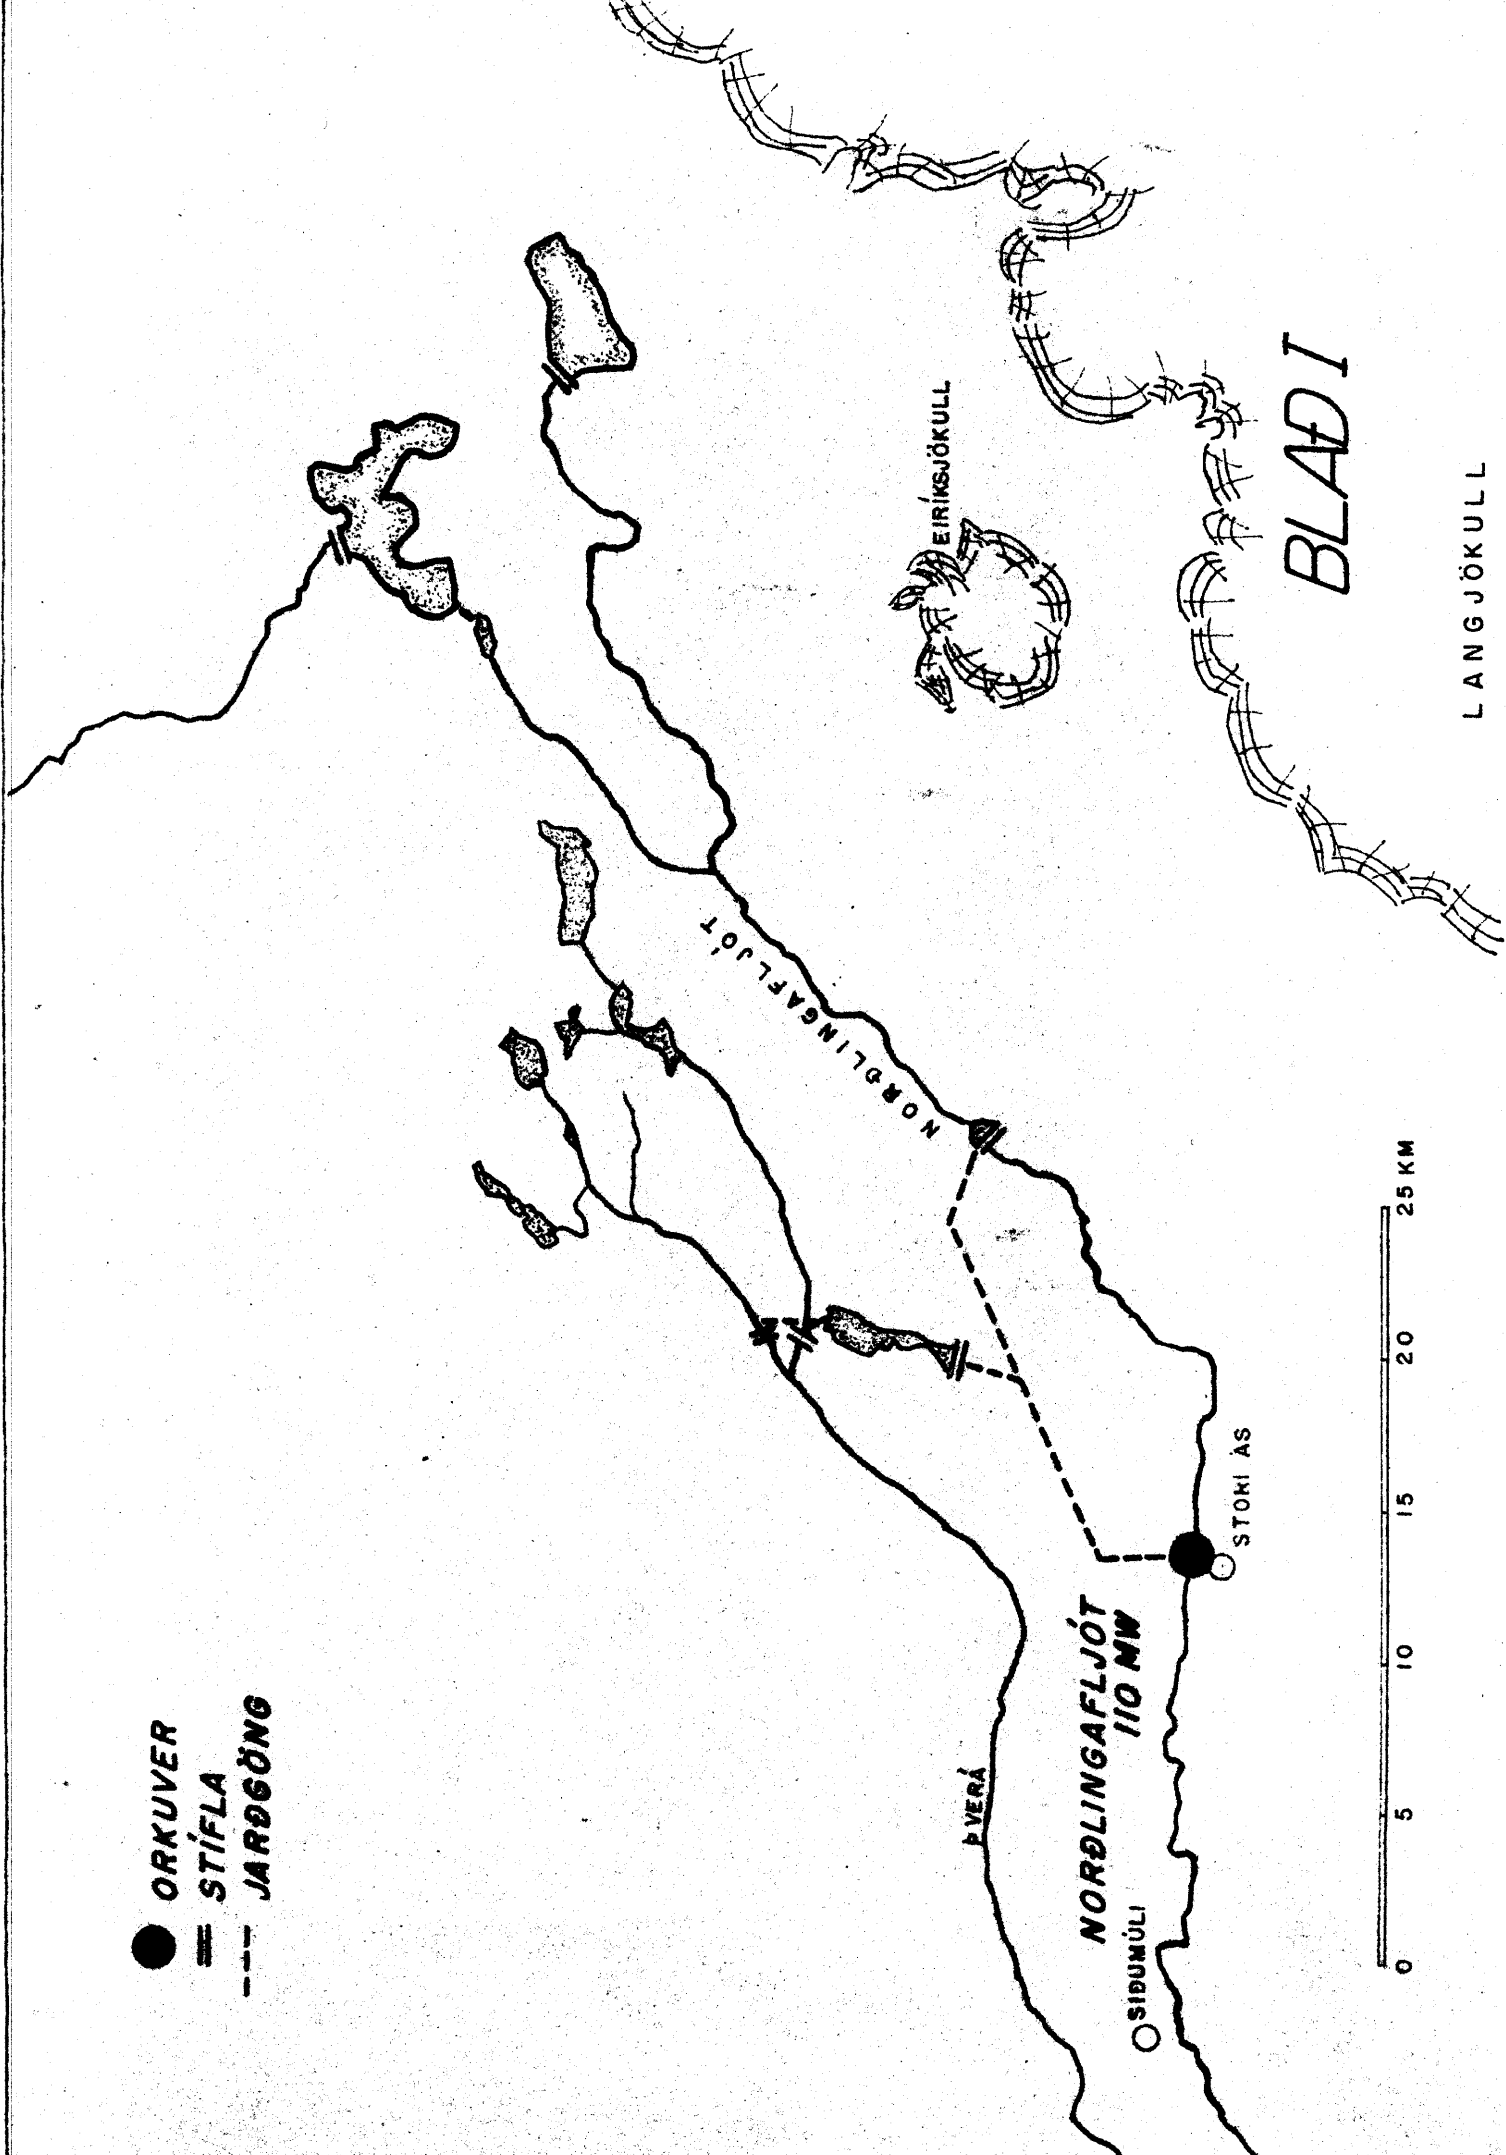 ORKUVER
STÍFLA
JARÐGÖNG
NORÐLINGAFLJÓT
EIRÍKSJÖKULL
ÞVERÁ
NORÐLINGAFLJÓT
110 MW
SIÐUMÚLI
STORI ÁS
BLAÐ I
0 5 10 15 20 25 KM
LANGJÖKULL